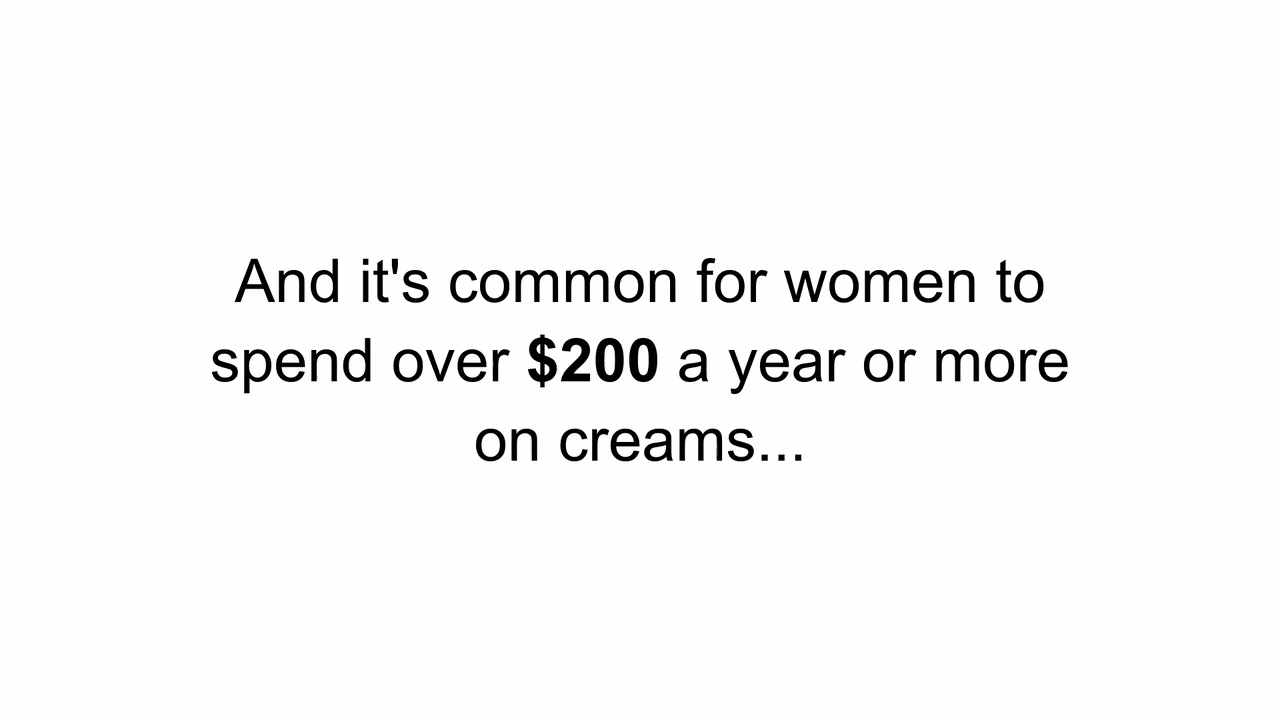 And it's common for women to
spend over $200 a year or more
on creams...